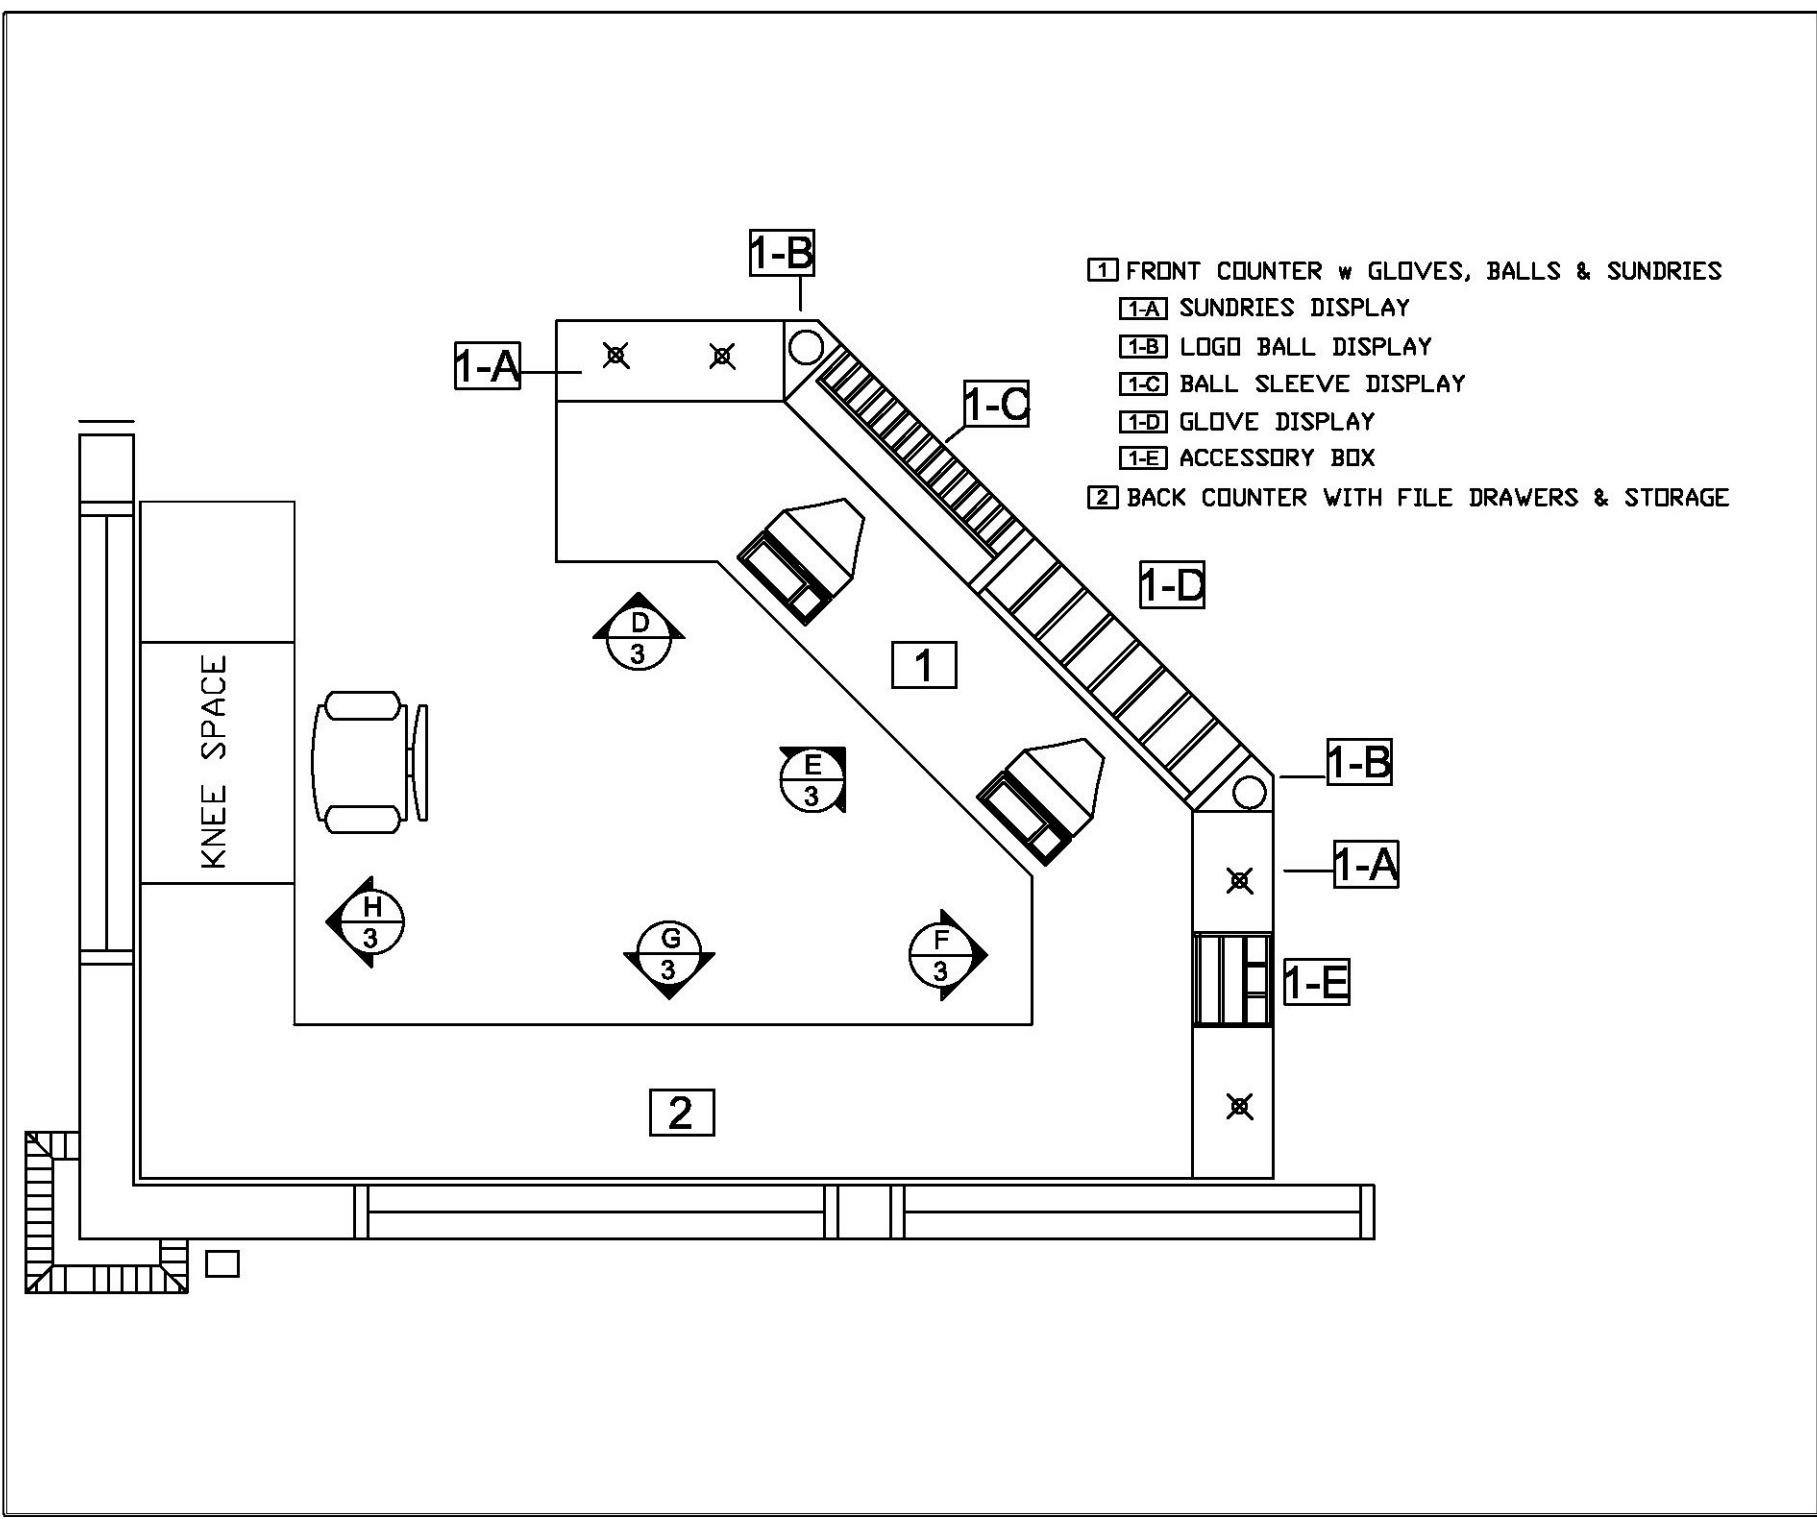 1-B
1 FRONT COUNTER w GLOVES, BALLS & SUNDRIES
1-A SUNDRIES DISPLAY
1-B LOGO BALL DISPLAY
1-C BALL SLEEVE DISPLAY
1-D GLOVE DISPLAY
1-E ACCESSORY BOX
2 BACK COUNTER WITH FILE DRAWERS & STORAGE
1-A
1-C
1-D
D
3
1
KNEE SPACE
E
3
1-B
1-A
H
3
G
3
F
3
1-E
2